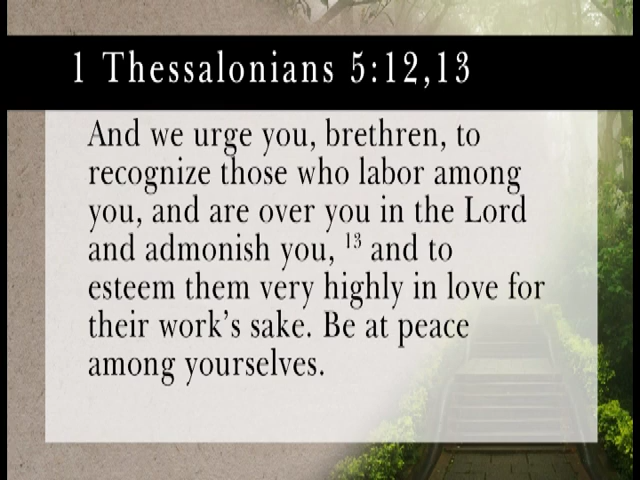 1 Thessalonians 5:12,13
And we urge you, brethren, to
recognize those who labor among
you, and are over you in the Lord
and admonish you, 13 and to
esteem them very highly in love for
their work’s sake. Be at peace
among yourselves.